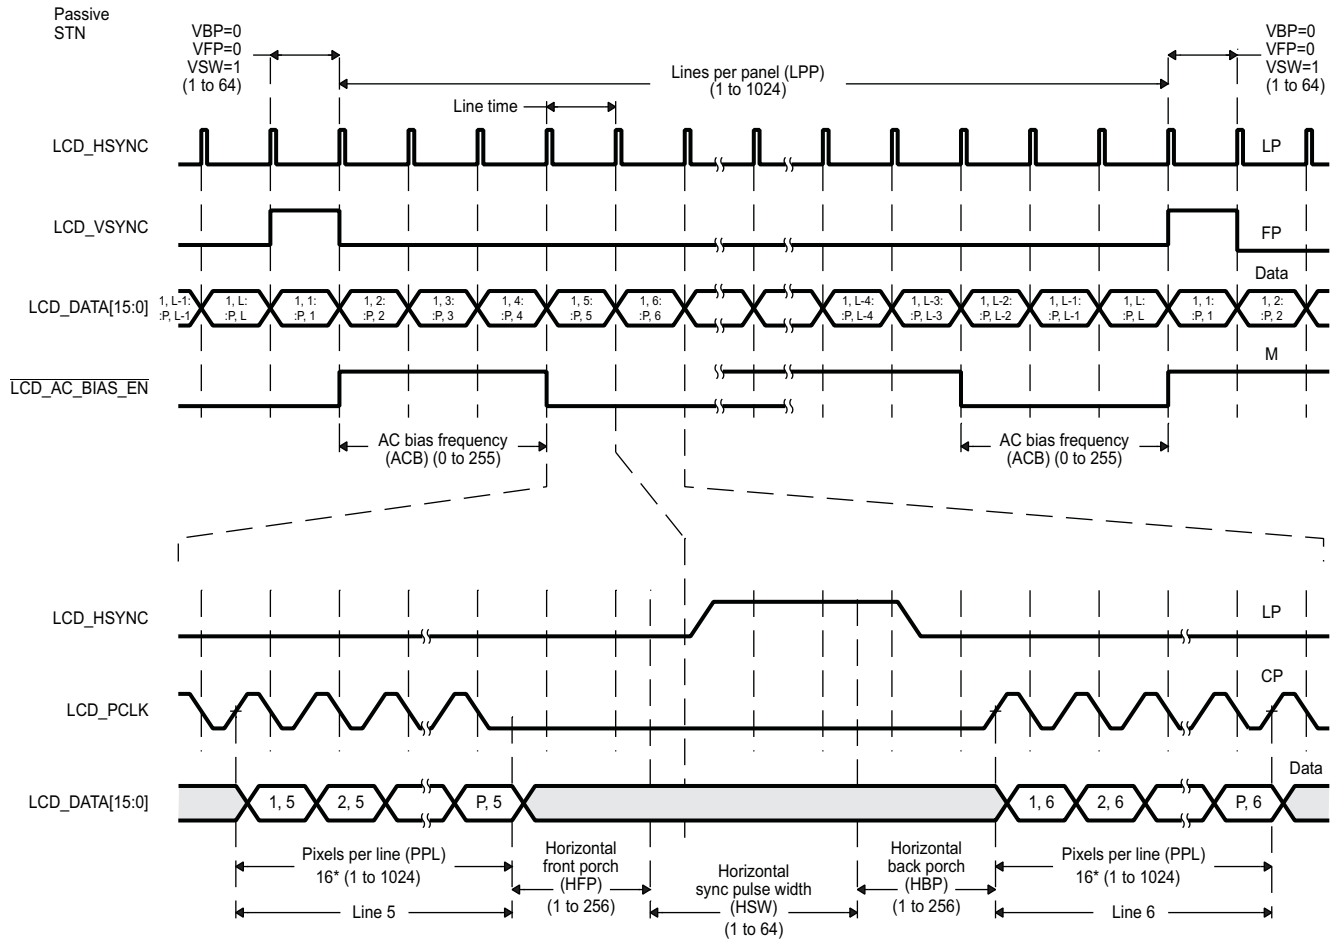 Passive
STN
VBP=0
VFP=0
VSW=1
(1 to 64)
Lines per panel (LPP)
(1 to 1024)
VBP=0
VFP=0
VSW=1
(1 to 64)
Line time
LCD_HSYNC
LP
LCD_VSYNC
FP
Data
LCD_DATA[15:0]
1, L-1:
:P, L-1
1, L:
:P, L
1, 1:
:P, 1
1, 2:
:P, 2
1, 3:
:P, 3
1, 4:
:P, 4
1, 5:
:P, 5
1, 6:
:P, 6
1, L-4:
:P, L-4
1, L-3:
:P, L-3
1, L-2:
:P, L-2
1, L-1:
:P, L-1
1, L:
:P, L
1, 1:
:P, 1
1, 2:
:P, 2
M
LCD_AC_BIAS_EN
AC bias frequency
(ACB) (0 to 255)
AC bias frequency
(ACB) (0 to 255)
LCD_HSYNC
LP
CP
LCD_PCLK
Data
LCD_DATA[15:0]
1, 5
2, 5
P, 5
1, 6
2, 6
P, 6
Pixels per line (PPL)
16* (1 to 1024)
Line 5
Horizontal
front porch
(HFP)
(1 to 256)
Horizontal
sync pulse width
(HSW)
(1 to 64)
Horizontal
back porch
(HBP)
(1 to 256)
Pixels per line (PPL)
16* (1 to 1024)
Line 6